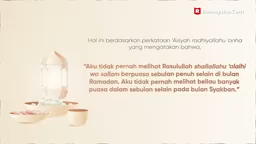 Hal ini berdasarkan perkataan 'Aisyah radhiyallahu 'anha
yang mengatakan bahwa,
"Aku tidak pernah melihat Rasulullah shallallahu 'alaihi
wa sallam berpuasa sebulan penuh selain di bulan
Ramadan. Aku tidak pernah melihat beliau banyak
puasa dalam sebulan selain pada bulan Syakban."